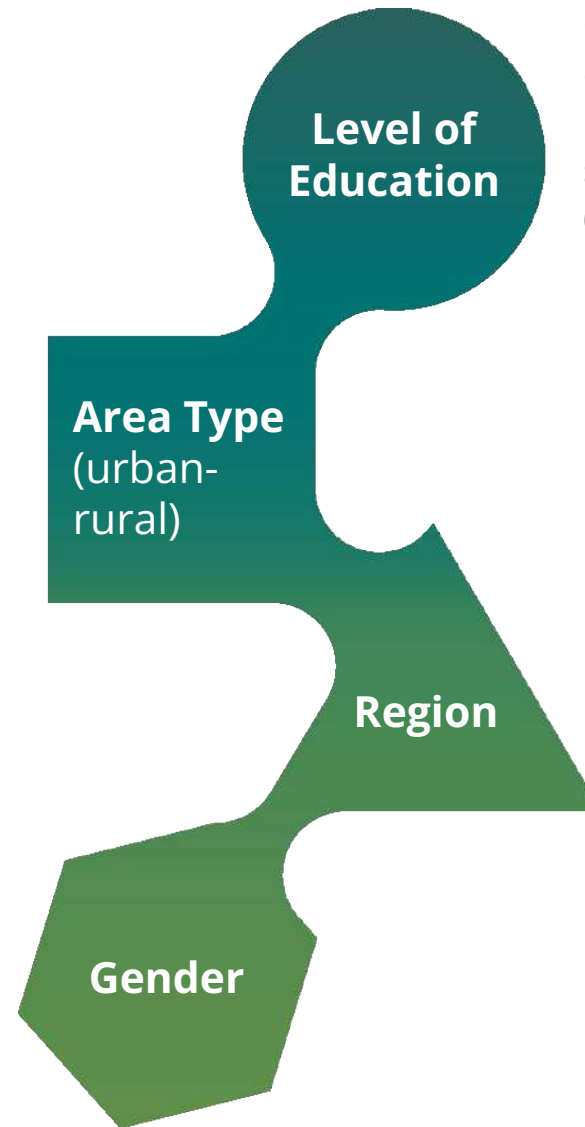 Level of
Education
Area Type
(urban-
rural)
Region
Gender